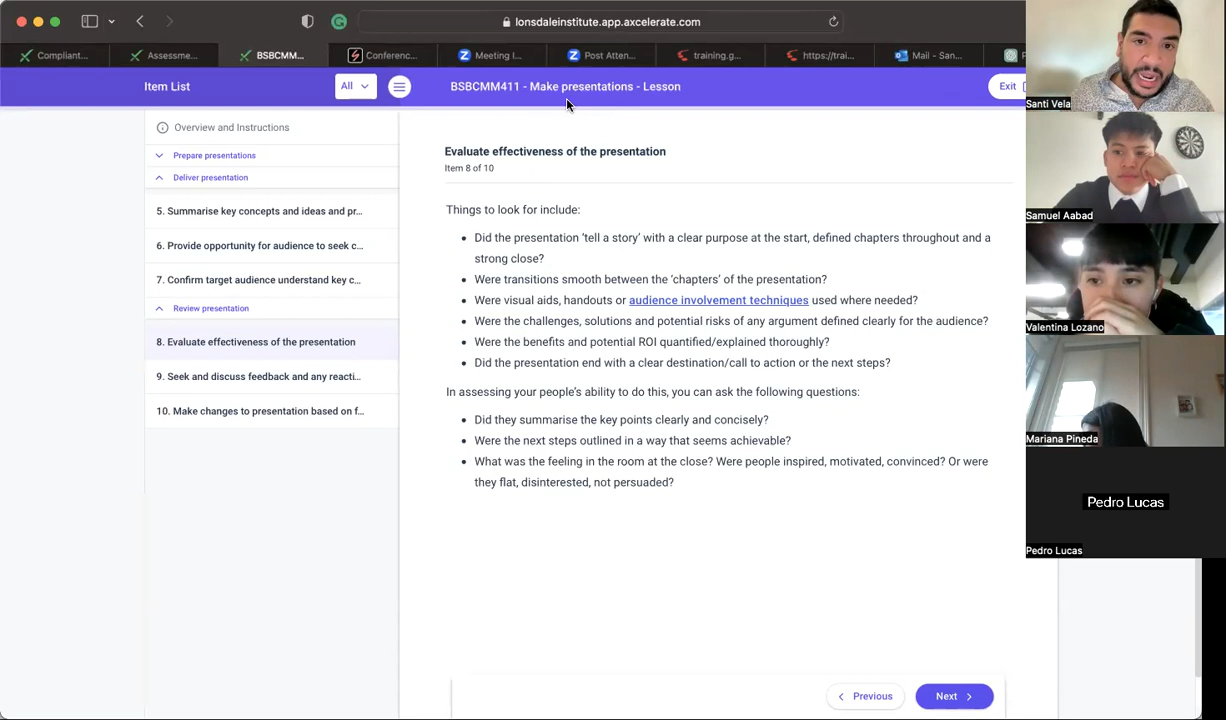 lonsdaleinstitute.app.axcelerate.com
Compliant...
Assessme...
BSBCMM...
Conferenc...
Meeting I...
Post Atten...
training.g...
https://trai...
Mail - San...
Item List
All
BSBCMM411 - Make presentations - Lesson
Exit
Overview and Instructions
Prepare presentations
Deliver presentation
5. Summarise key concepts and ideas and pr...
6. Provide opportunity for audience to seek c...
7. Confirm target audience understand key c...
Review presentation
8. Evaluate effectiveness of the presentation
9. Seek and discuss feedback and any reacti...
10. Make changes to presentation based on f...
Evaluate effectiveness of the presentation
Item 8 of 10
Things to look for include:
Did the presentation ‘tell a story’ with a clear purpose at the start, defined chapters throughout and a
strong close?
Were transitions smooth between the ‘chapters’ of the presentation?
Were visual aids, handouts or audience involvement techniques used where needed?
Were the challenges, solutions and potential risks of any argument defined clearly for the audience?
Were the benefits and potential ROI quantified/explained thoroughly?
Did the presentation end with a clear destination/call to action or the next steps?
In assessing your people’s ability to do this, you can ask the following questions:
Did they summarise the key points clearly and concisely?
Were the next steps outlined in a way that seems achievable?
What was the feeling in the room at the close? Were people inspired, motivated, convinced? Or were
they flat, disinterested, not persuaded?
Previous
Next
Santi Vela
Samuel Aabad
Valentina Lozano
Mariana Pineda
Pedro Lucas
Pedro Lucas